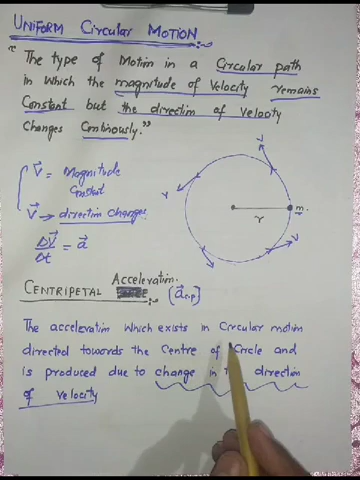 UNIFORM Circular MOTION :-
"The type of Motion in a Circular path
in which the magnitude of Velocity remains
Constant but the direction of Velocity
Changes Continously."
V⃗ = Magnitude
Constant
V⃗ → direction changes
ΔV⃗/Δt = a⃗
V
V
V
r
m
CENTRIPETAL Acceleration :- (a⃗cp)
The acceleration which exists in Circular motion
directed towards the Centre of Circle and
is produced due to change in direction
of Velocity